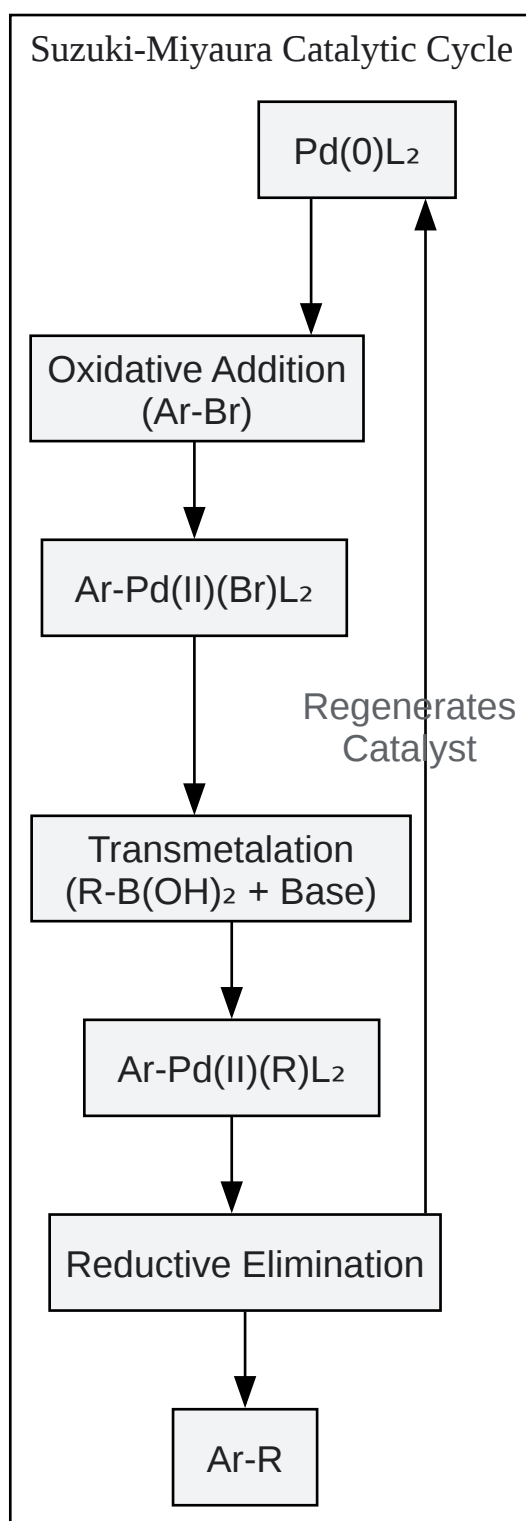 Suzuki-Miyaura Catalytic Cycle
Pd(0)L₂
Oxidative Addition
(Ar-Br)
Ar-Pd(II)(Br)L₂
Regenerates
Catalyst
Transmetalation
(R-B(OH)₂ + Base)
Ar-Pd(II)(R)L₂
Reductive Elimination
Ar-R